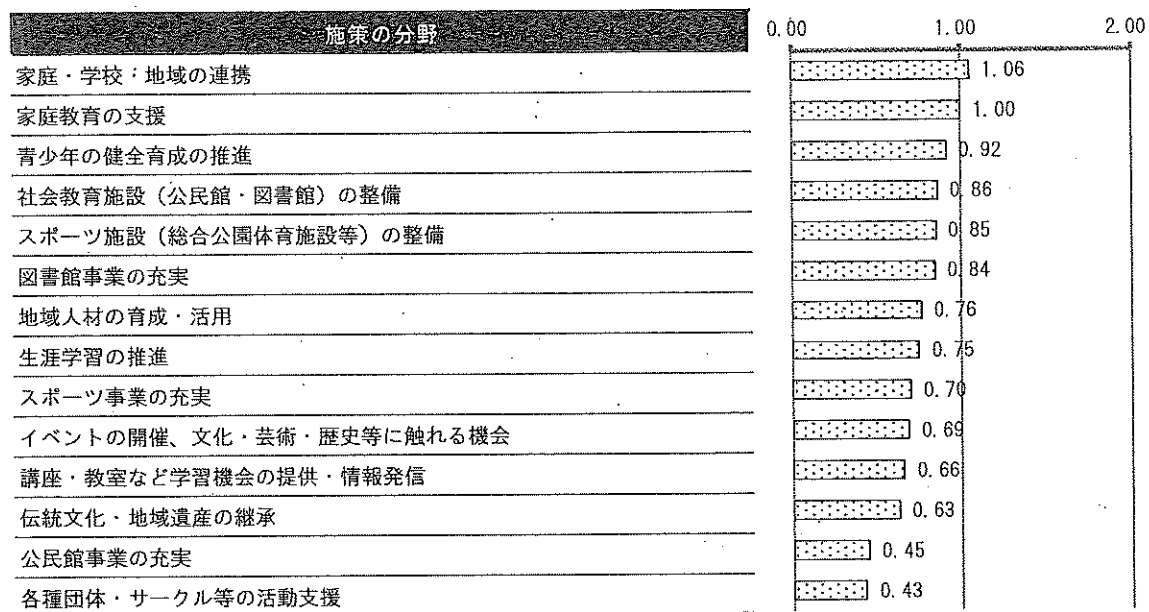 施策の分野
0.00 1.00 2.00
家庭・学校・地域の連携 1.06
家庭教育の支援 1.00
青少年の健全育成の推進 0.92
社会教育施設（公民館・図書館）の整備 0.86
スポーツ施設（総合公園体育施設等）の整備 0.85
図書館事業の充実 0.84
地域人材の育成・活用 0.76
生涯学習の推進 0.75
スポーツ事業の充実 0.70
イベントの開催、文化・芸術・歴史等に触れる機会 0.69
講座・教室など学習機会の提供・情報発信 0.66
伝統文化・地域遺産の継承 0.63
公民館事業の充実 0.45
各種団体・サークル等の活動支援 0.43